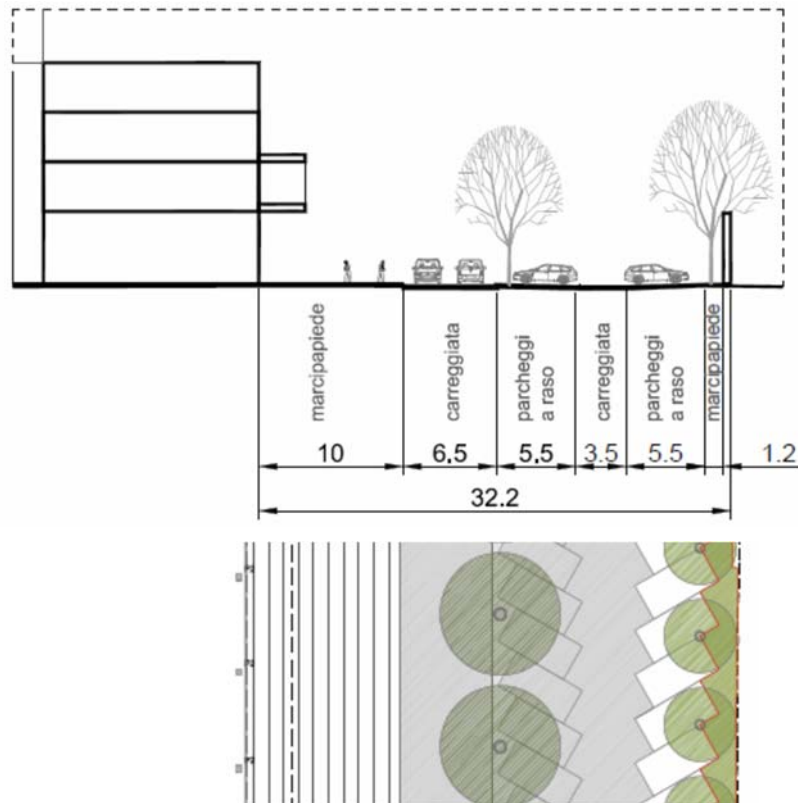 marcipapiede
carreggiata
parcheggi
a raso
carreggiata
parcheggi
a raso
marciapiede
10
6,5
5,5
3.5
5.5
1.2
32.2